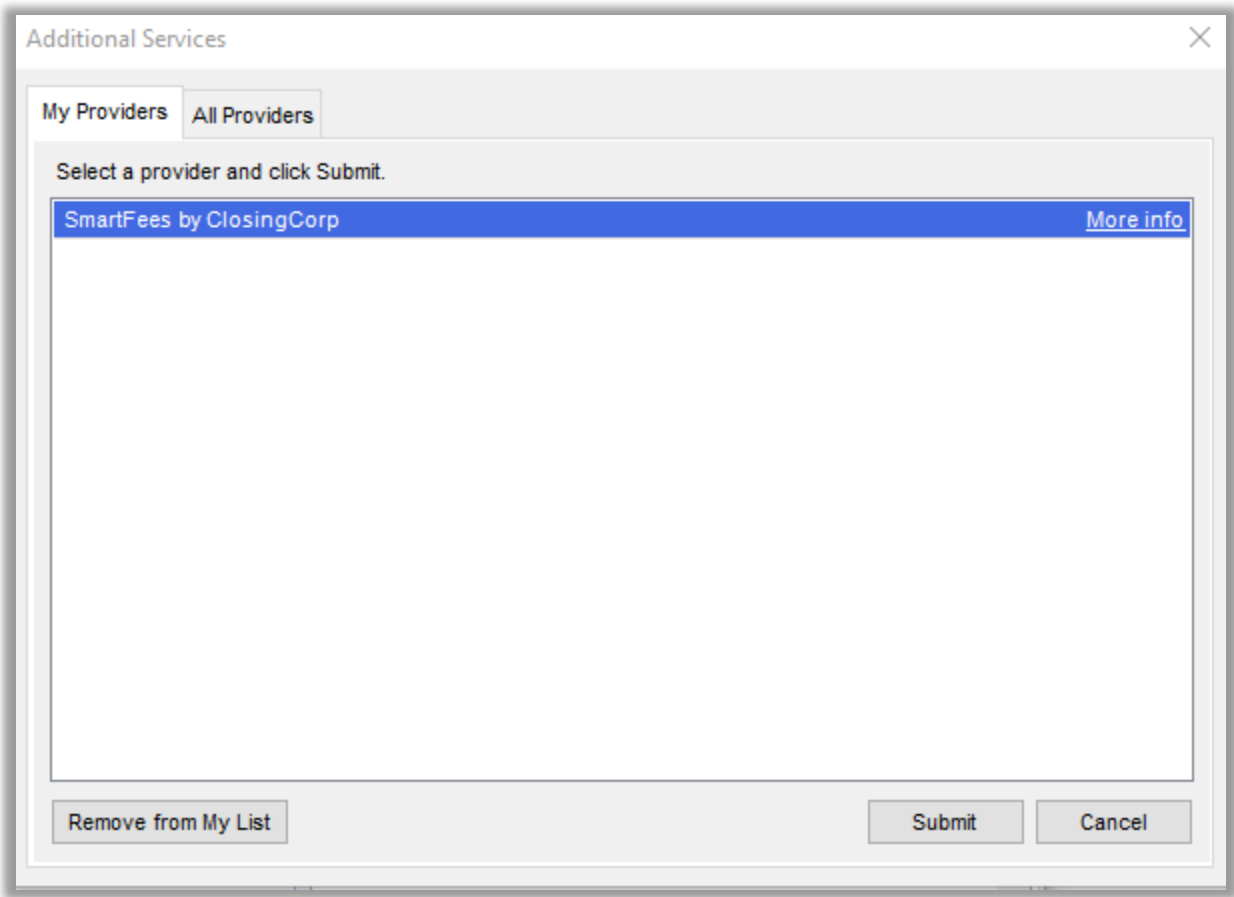 Additional Services
My Providers All Providers
Select a provider and click Submit.
SmartFees by ClosingCorp More info
Remove from My List Submit Cancel